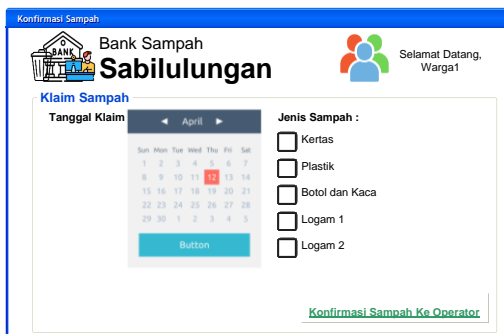 Konfirmasi Sampah
BANK
Bank Sampah
Sabilulungan
Selamat Datang,
Warga1
Klaim Sampah
Tanggal Klaim
◄ April ►
Sun Mon Tue Wed Thu Fri Sat
1 2 3 4 5 6 7
8 9 10 11 12 13 14
15 16 17 18 19 20 21
22 23 24 25 26 27 28
29 30 1 2 3 4 5
Button
Jenis Sampah :
Kertas
Plastik
Botol dan Kaca
Logam 1
Logam 2
Konfirmasi Sampah Ke Operator